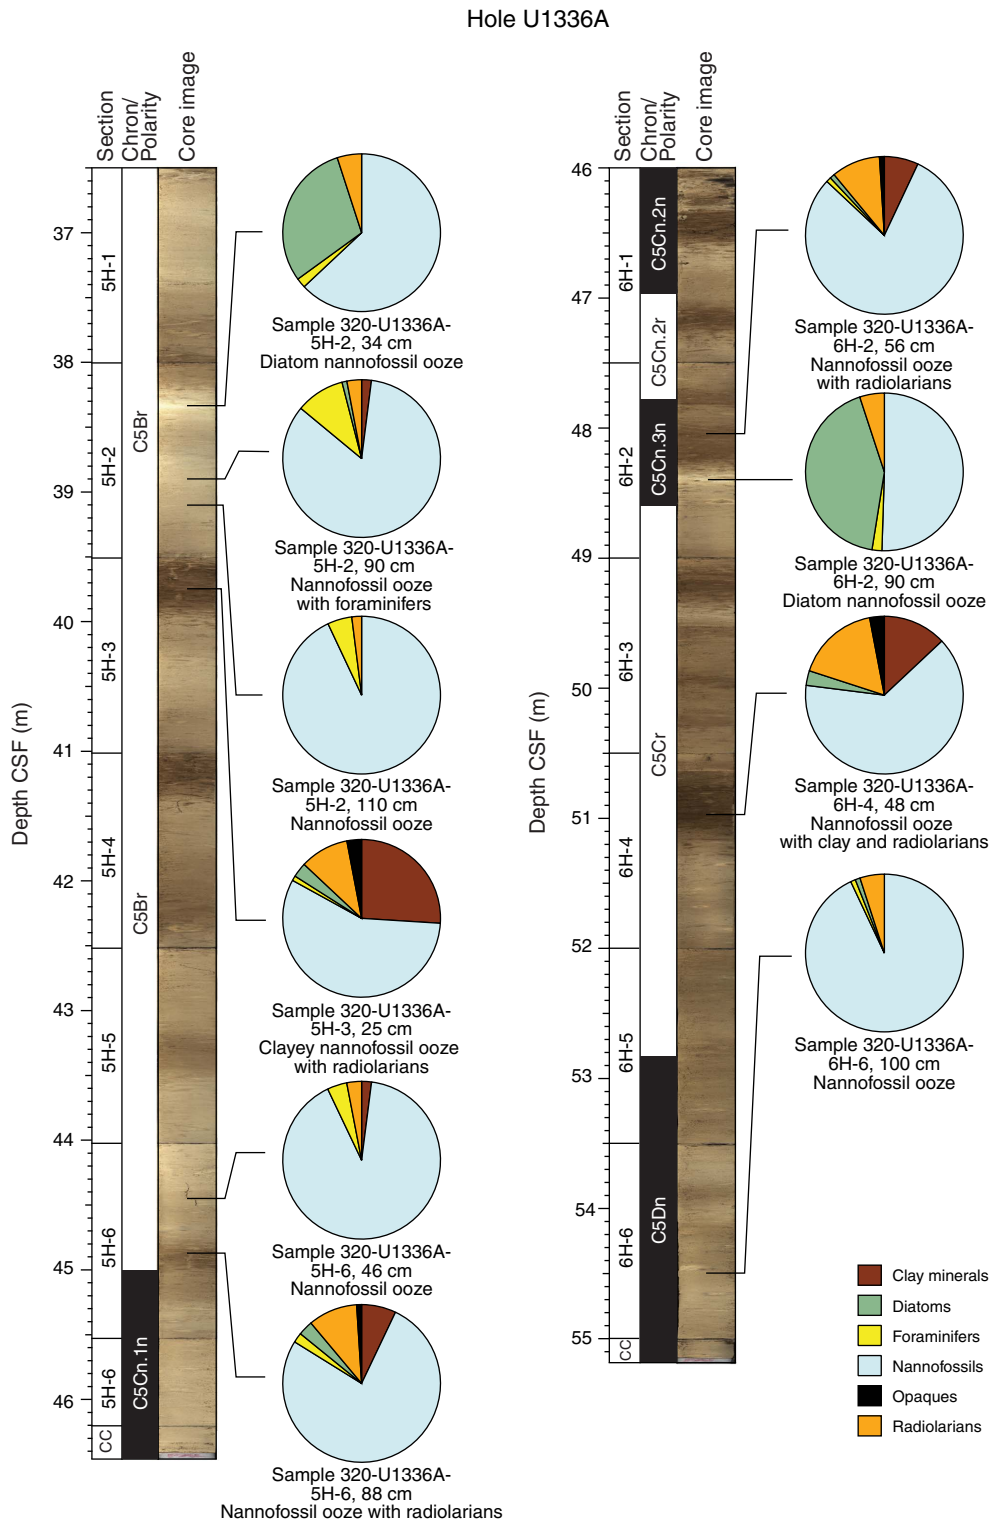 Hole U1336A
Section
Chron/
Polarity
Core image
Depth CSF (m)
37
38
39
40
41
42
43
44
45
46
5H-1
5H-2
5H-3
5H-4
5H-5
5H-6
5H-6
CC
C5Br
C5Br
C5Cn.1n
Sample 320-U1336A-
5H-2, 34 cm
Diatom nannofossil ooze
Sample 320-U1336A-
5H-2, 90 cm
Nannofossil ooze
with foraminifers
Sample 320-U1336A-
5H-2, 110 cm
Nannofossil ooze
Sample 320-U1336A-
5H-3, 25 cm
Clayey nannofossil ooze
with radiolarians
Sample 320-U1336A-
5H-6, 46 cm
Nannofossil ooze
Sample 320-U1336A-
5H-6, 88 cm
Nannofossil ooze with radiolarians
Section
Chron/
Polarity
Core image
Depth CSF (m)
46
47
48
49
50
51
52
53
54
55
6H-1
6H-2
6H-3
6H-4
6H-5
6H-6
CC
C5Cn.2n
C5Cn.2r
C5Cn.3n
C5Cr
C5Dn
Sample 320-U1336A-
6H-2, 56 cm
Nannofossil ooze
with radiolarians
Sample 320-U1336A-
6H-2, 90 cm
Diatom nannofossil ooze
Sample 320-U1336A-
6H-4, 48 cm
Nannofossil ooze
with clay and radiolarians
Sample 320-U1336A-
6H-6, 100 cm
Nannofossil ooze
Clay minerals
Diatoms
Foraminifers
Nannofossils
Opaques
Radiolarians